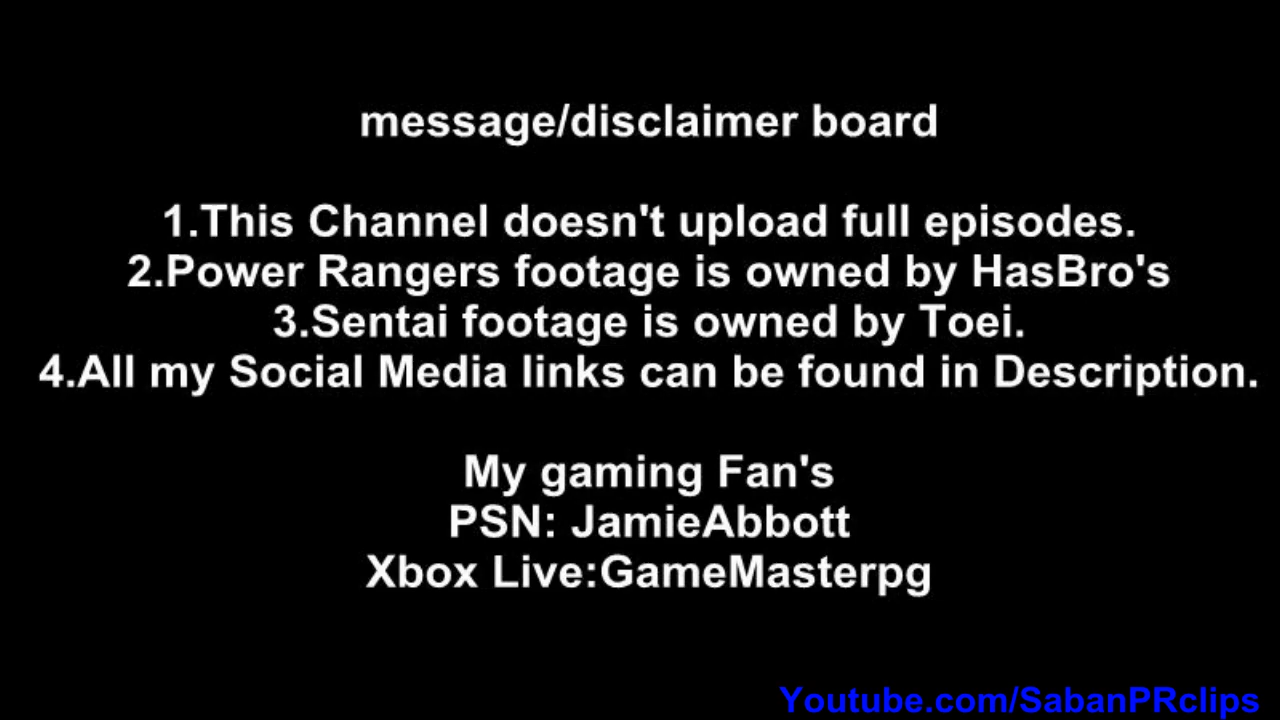 message/disclaimer board
1.This Channel doesn't upload full episodes.
2.Power Rangers footage is owned by HasBro's
3.Sentai footage is owned by Toei.
4.All my Social Media links can be found in Description.
My gaming Fan's
PSN: JamieAbbott
Xbox Live:GameMasterpg
Youtube.com/SabanPRclips